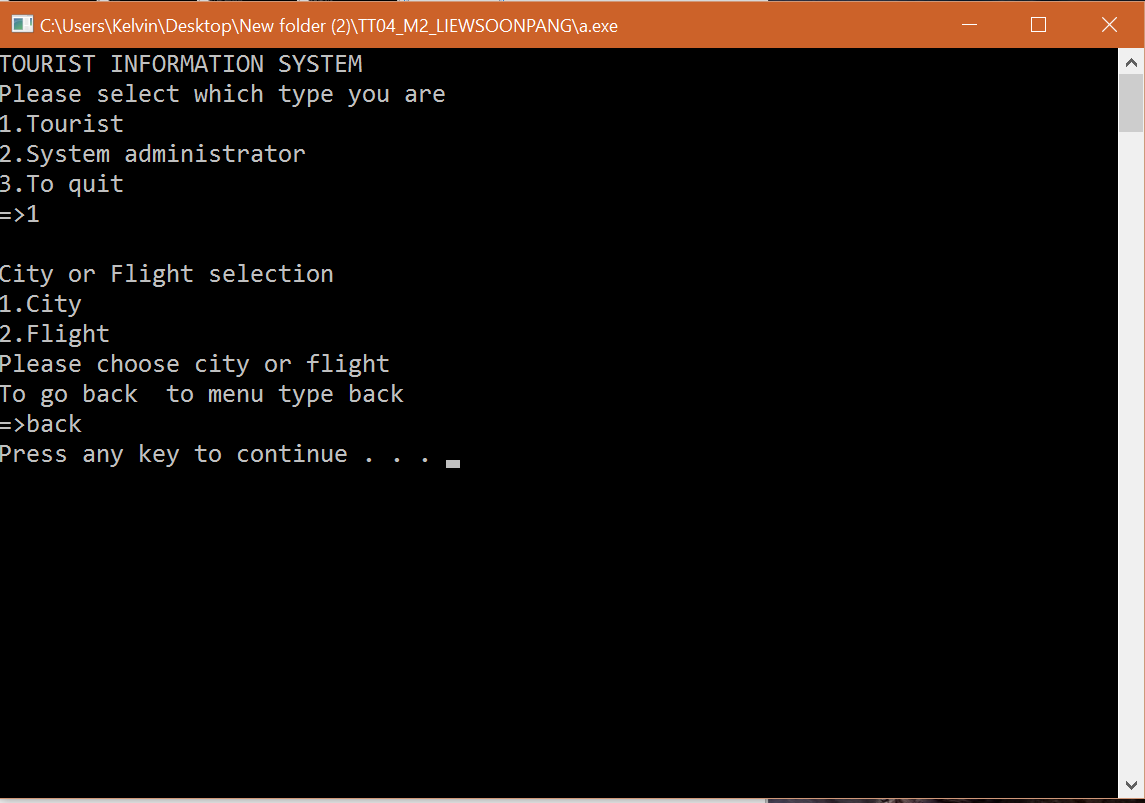 C:\Users\Kelvin\Desktop\New folder (2)\TT04_M2_LIEWSOONPANG\a.exe
TOURIST INFORMATION SYSTEM
Please select which type you are
1.Tourist
2.System administrator
3.To quit
=>1
City or Flight selection
1.City
2.Flight
Please choose city or flight
To go back  to menu type back
=>back
Press any key to continue . . .